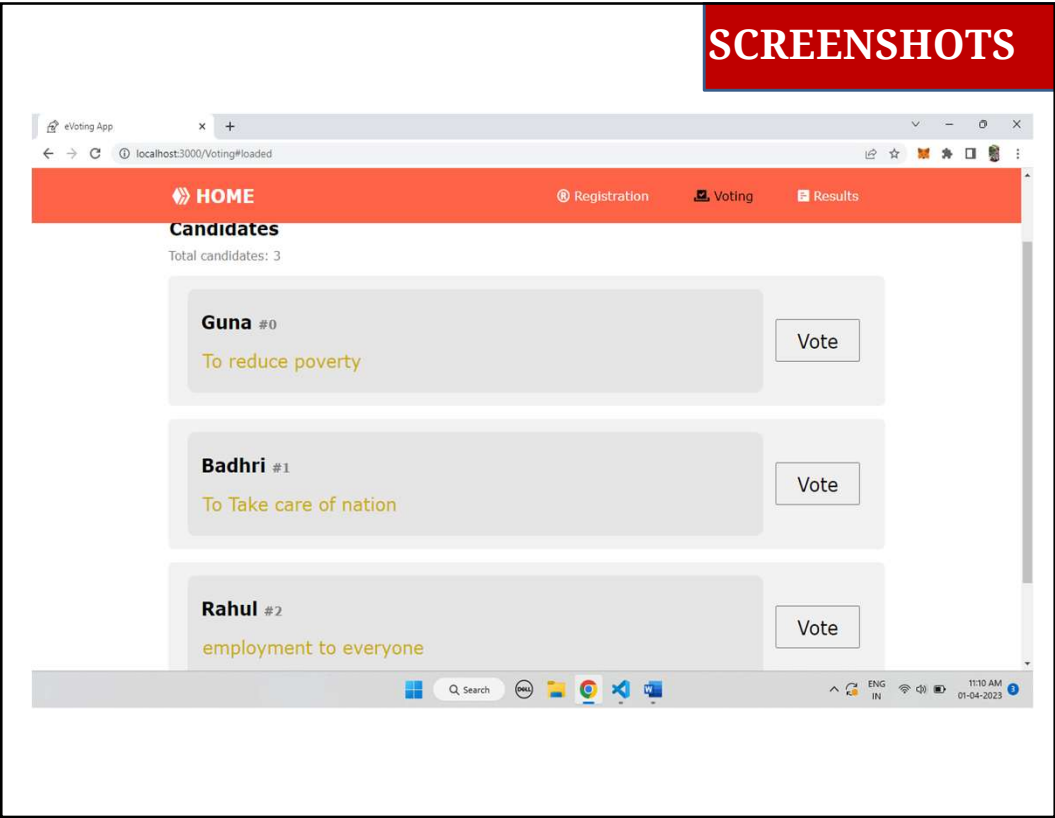 SCREENSHOTS
eVoting App
localhost:3000/Voting#loaded
HOME
Registration
Voting
Results
Candidates
Total candidates: 3
Guna #0
To reduce poverty
Vote
Badhri #1
To Take care of nation
Vote
Rahul #2
employment to everyone
Vote
Search
DELL
ENG
IN
11:10 AM
01-04-2023
3